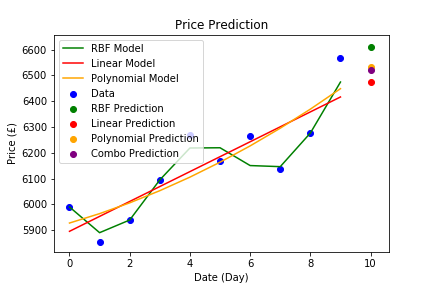 Price Prediction
6600
6500
6400
6300
6200
6100
6000
5900
Price (£)
RBF Model
Linear Model
Polynomial Model
Data
RBF Prediction
Linear Prediction
Polynomial Prediction
Combo Prediction
0
2
4
6
8
10
Date (Day)